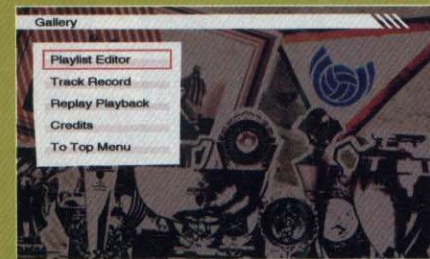 Gallery
Playlist Editor
Track Record
Replay Playback
Credits
To Top Menu